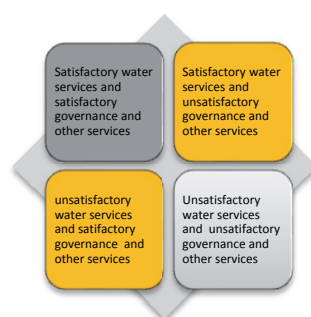 Satisfactory water
services and
satisfactory
governance and
other services
Satisfactory water
services and
unsatisfactory
governance and
other services
unsatisfactory
water services
and satifactory
governance and
other services
Unsatisfactory
water services
and unsatifactory
governance and
other services